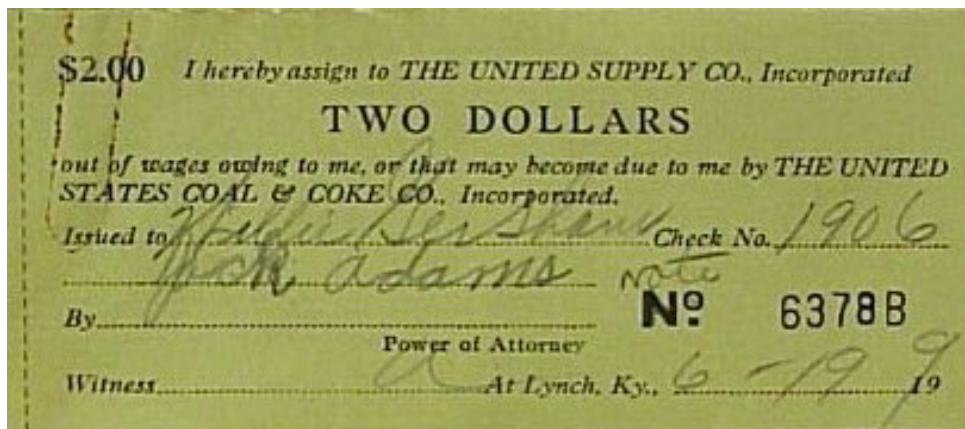 $2.00 I hereby assign to THE UNITED SUPPLY CO., Incorporated
TWO DOLLARS
out of wages owing to me, or that may become due to me by THE UNITED
STATES COAL & COKE CO., Incorporated.
Issued to Check No. 1906
Adams Note
By No. 6378B
Power of Attorney
Witness At Lynch, Ky., 6-19 19